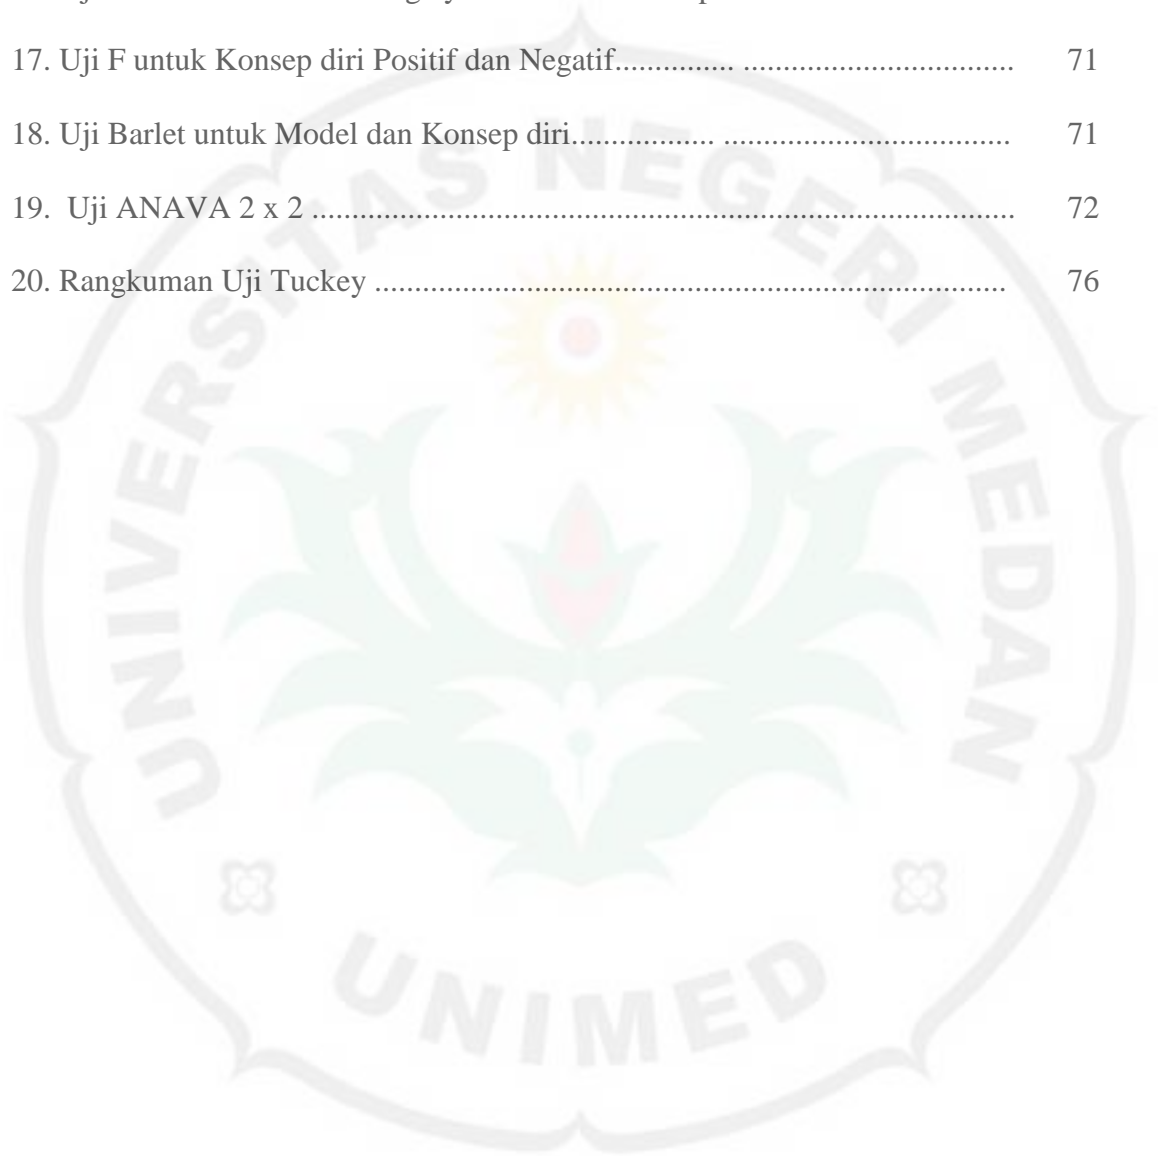 17. Uji F untuk Konsep diri Positif dan Negatif............... .................................. 71
18. Uji Barlet untuk Model dan Konsep diri.................. .................................... 71
19. Uji ANAVA 2 x 2 ........................................................................................ 72
20. Rangkuman Uji Tuckey ............................................................................... 76
UNIVERSITAS NEGERI MEDAN
UNIMED